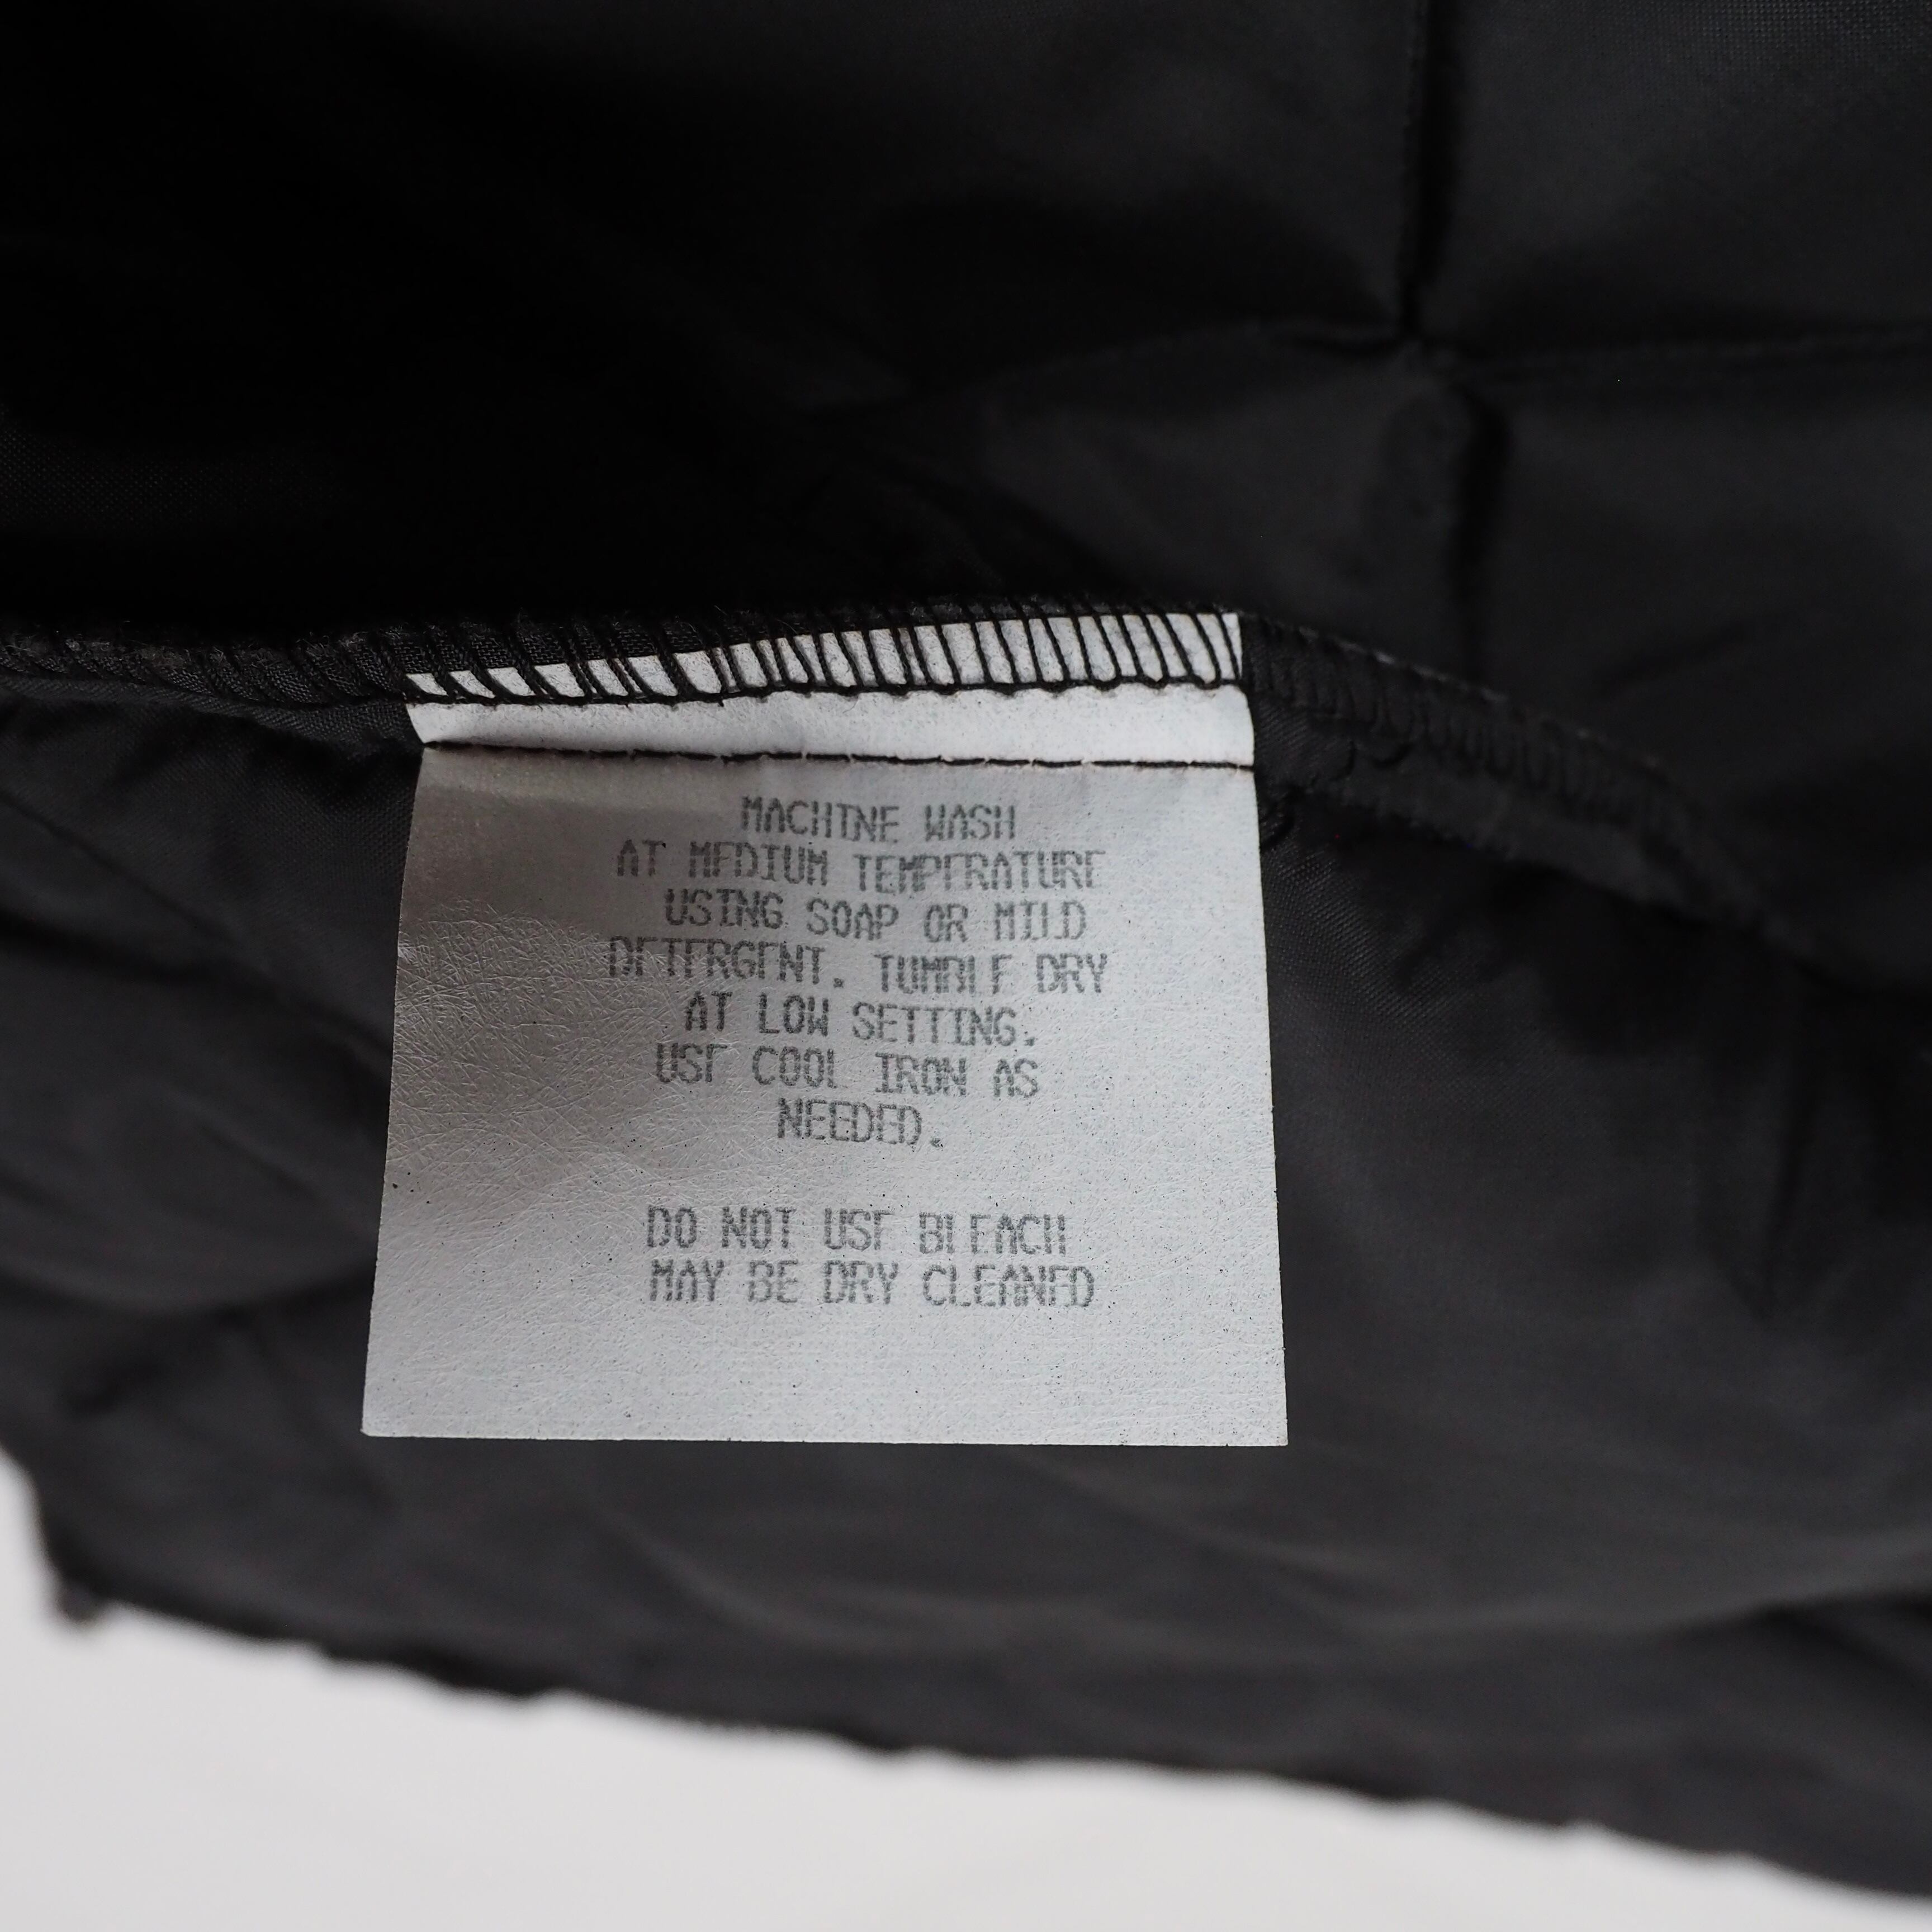 MACHINE WASH
AT MEDIUM TEMPERATURE
USING SOAP OR MILD
DETERGENT. TUMBLE DRY
AT LOW SETTING.
USE COOL IRON AS
NEEDED.
DO NOT USE BLEACH
MAY BE DRY CLEANED